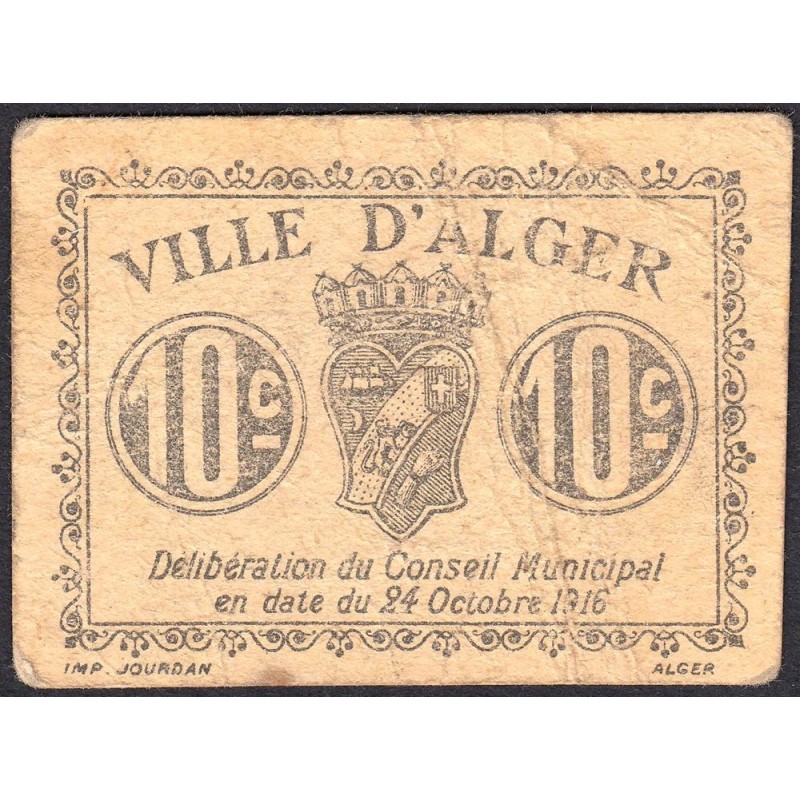 VILLE D'ALGER
10c 10c
Délibération du Conseil Municipal
en date du 24 Octobre 1916
IMP. JOURDAN ALGER